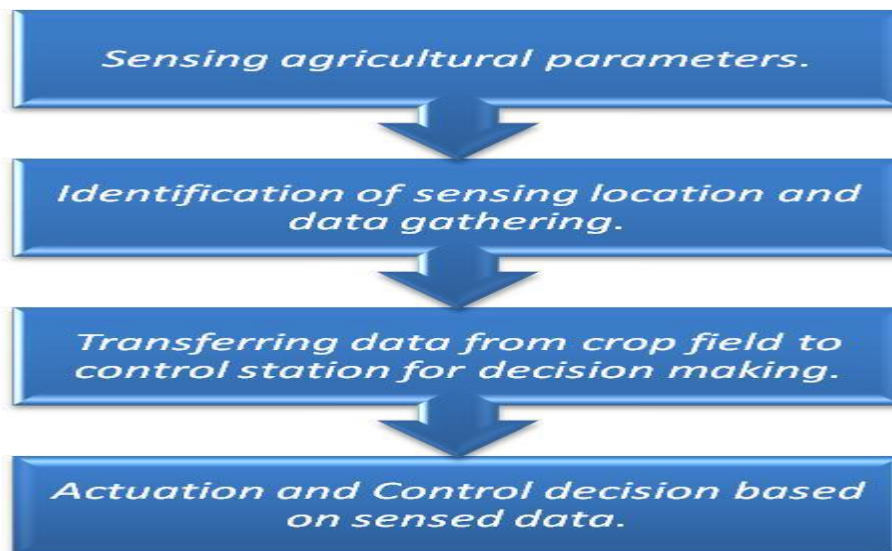 Sensing agricultural parameters.
Identification of sensing location and
data gathering.
Transferring data from crop field to
control station for decision making.
Actuation and Control decision based
on sensed data.